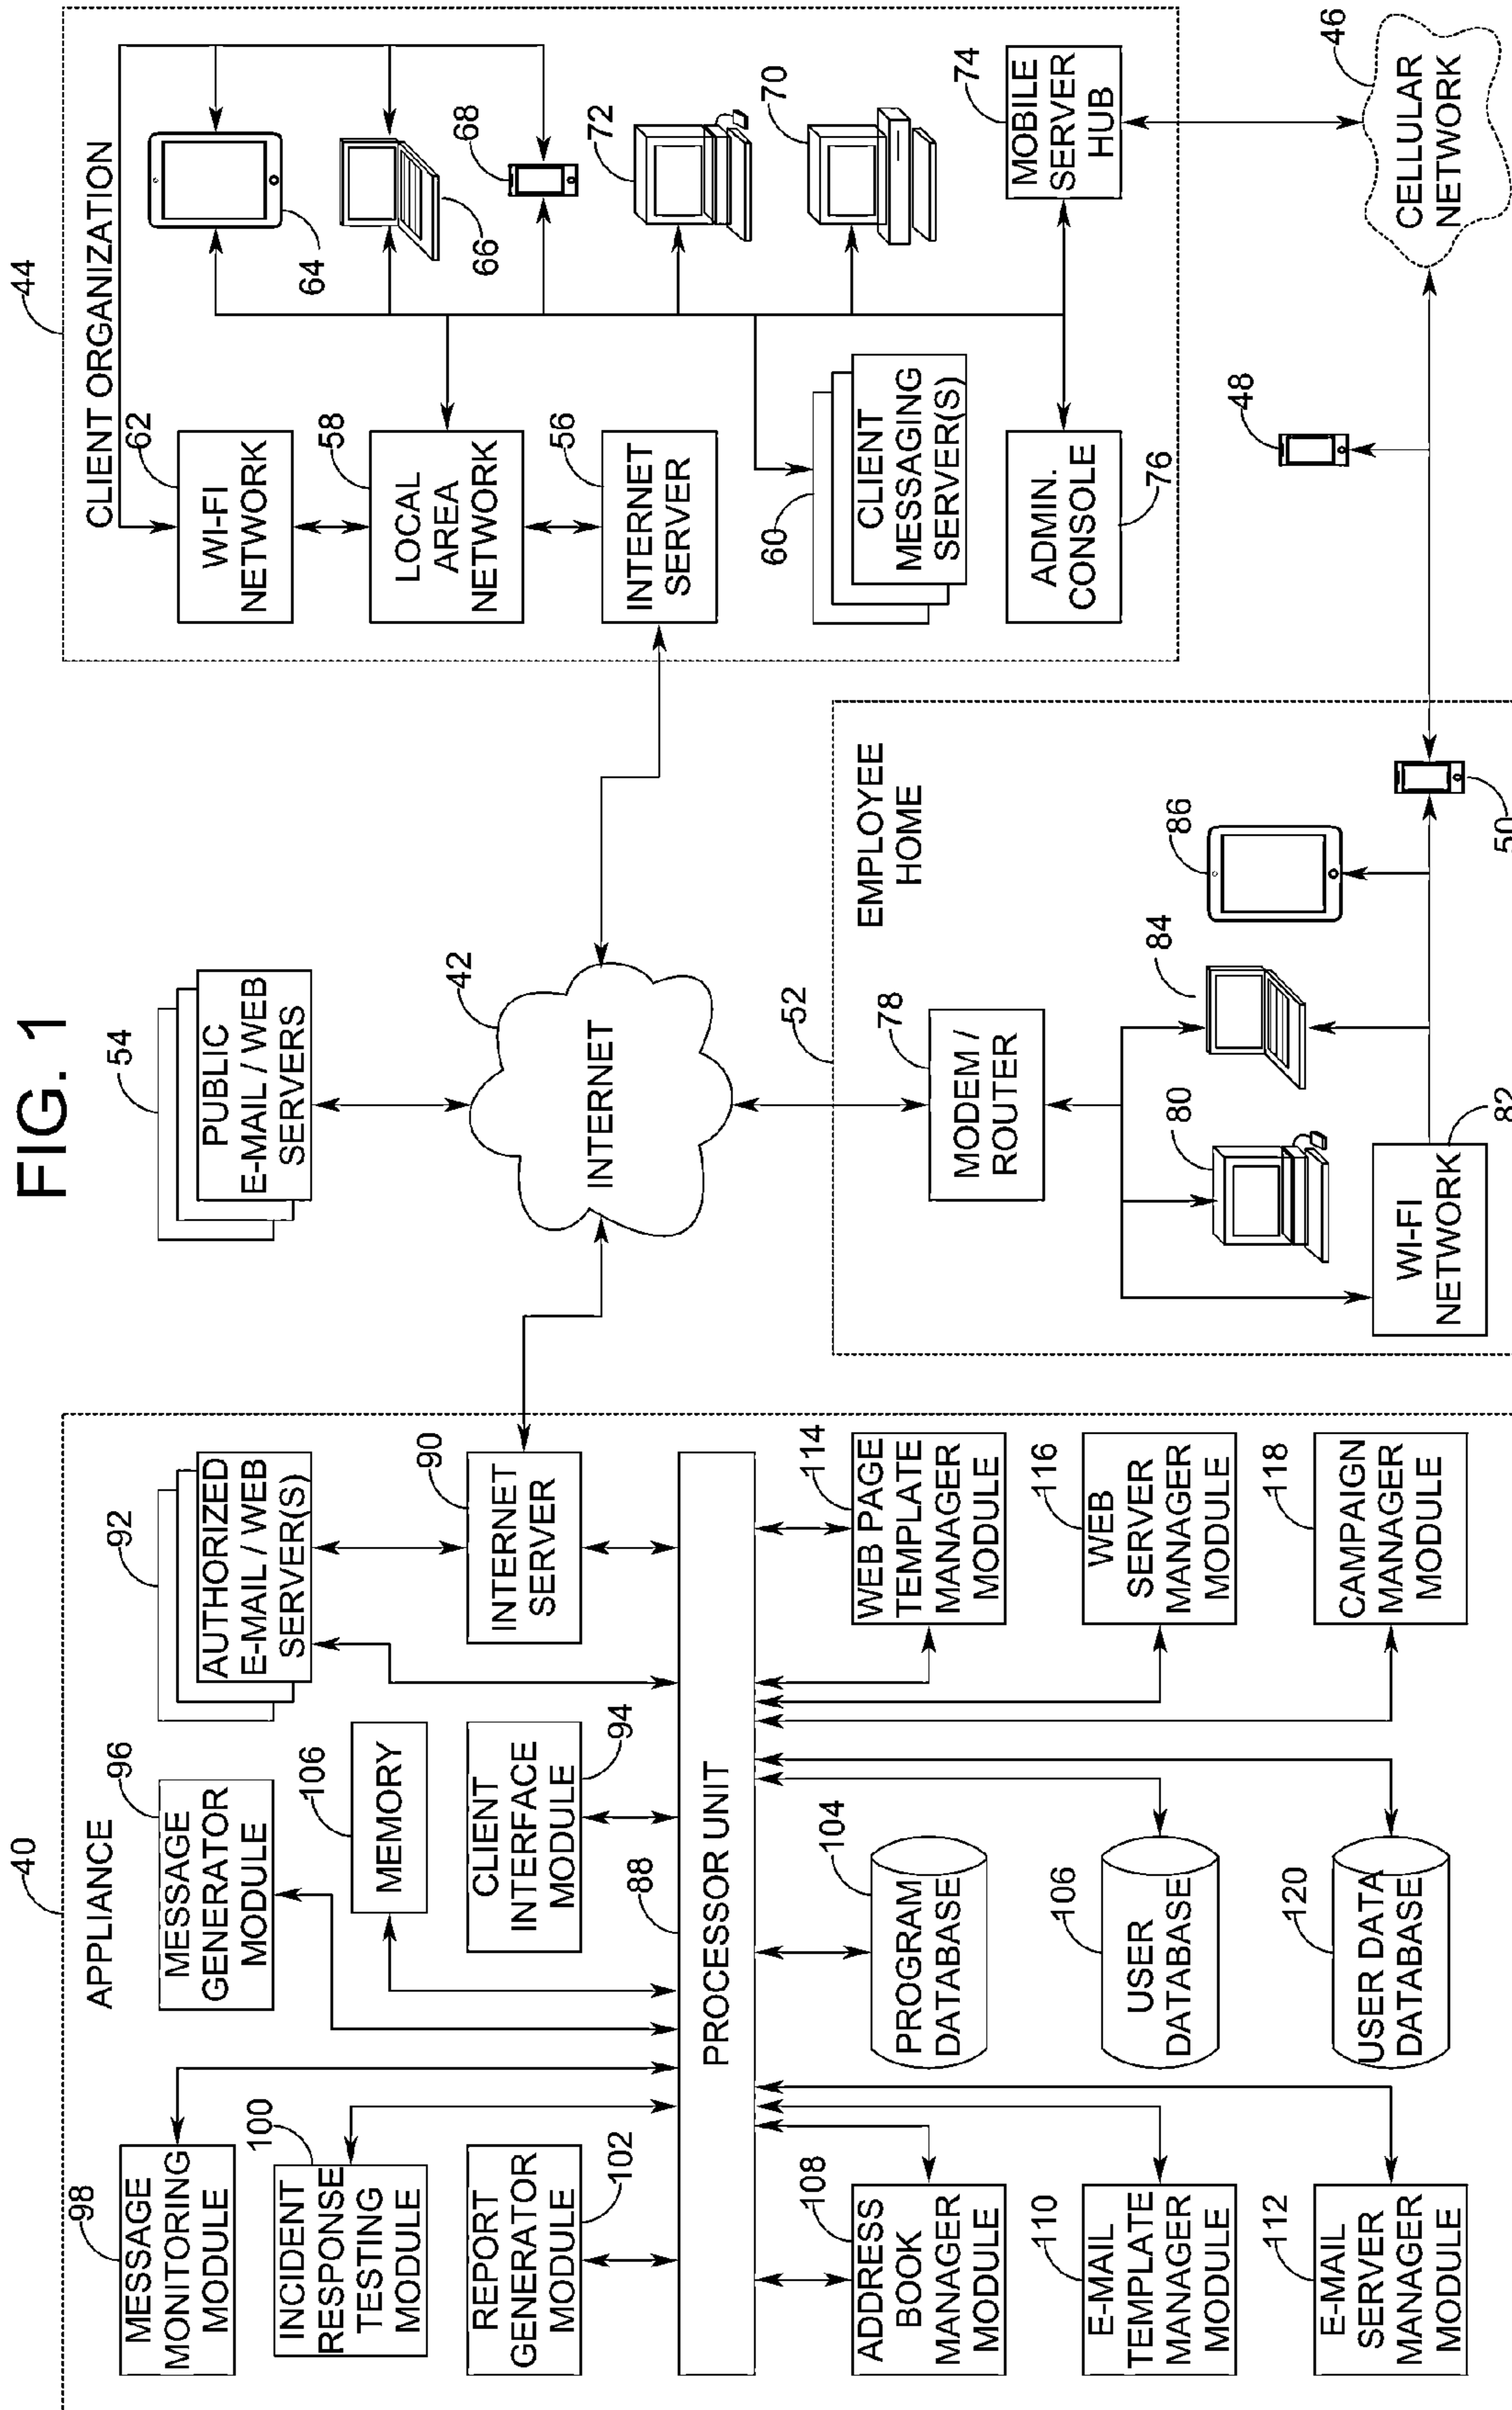 FIG. 1
40
APPLIANCE
98
MESSAGE
MONITORING
MODULE
100
INCIDENT
RESPONSE
TESTING
MODULE
REPORT
GENERATOR
MODULE
102
96
MESSAGE
GENERATOR
MODULE
106
MEMORY
CLIENT
INTERFACE
MODULE
94
92
AUTHORIZED
E-MAIL / WEB
SERVER(S)
90
INTERNET
SERVER
88
PROCESSOR UNIT
108
ADDRESS
BOOK
MANAGER
MODULE
110
E-MAIL
TEMPLATE
MANAGER
MODULE
112
E-MAIL
SERVER
MANAGER
MODULE
104
PROGRAM
DATABASE
106
USER
DATABASE
120
USER DATA
DATABASE
114
WEB PAGE
TEMPLATE
MANAGER
MODULE
116
WEB
SERVER
MANAGER
MODULE
118
CAMPAIGN
MANAGER
MODULE
54
PUBLIC
E-MAIL / WEB
SERVERS
42
INTERNET
52
EMPLOYEE
HOME
78
MODEM /
ROUTER
80
84
86
WI-FI
NETWORK
82
50
44
CLIENT ORGANIZATION
62
WI-FI
NETWORK
58
LOCAL
AREA
NETWORK
56
INTERNET
SERVER
60
CLIENT
MESSAGING
SERVER(S)
ADMIN.
CONSOLE
76
64
66
68
72
70
74
MOBILE
SERVER
HUB
48
46
CELLULAR
NETWORK